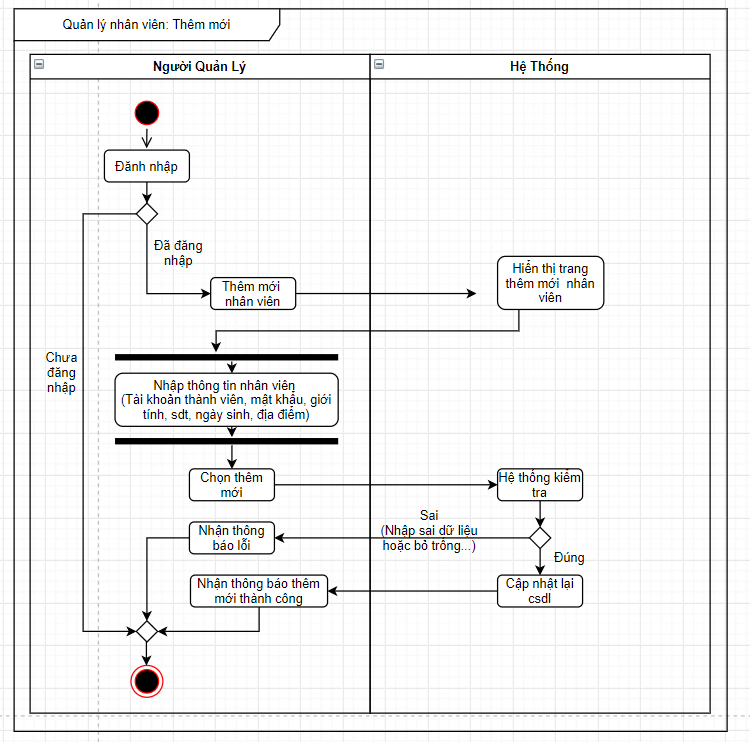 Quản lý nhân viên: Thêm mới
Người Quản Lý
Hệ Thống
Đănh nhập
Đã đăng
nhập
Thêm mới
nhân viên
Hiển thị trang
thêm mới nhân
viên
Chưa
đăng
nhập
Nhập thông tin nhân viên
(Tài khoản thành viên, mật khẩu, giới
tính, sdt, ngày sinh, địa điểm)
Chọn thêm
mới
Hệ thống kiểm
tra
Sai
(Nhập sai dữ liệu
hoặc bỏ trống...)
Nhận thông
báo lỗi
Đúng
Nhận thông báo thêm
mới thành công
Cập nhật lại
csdl